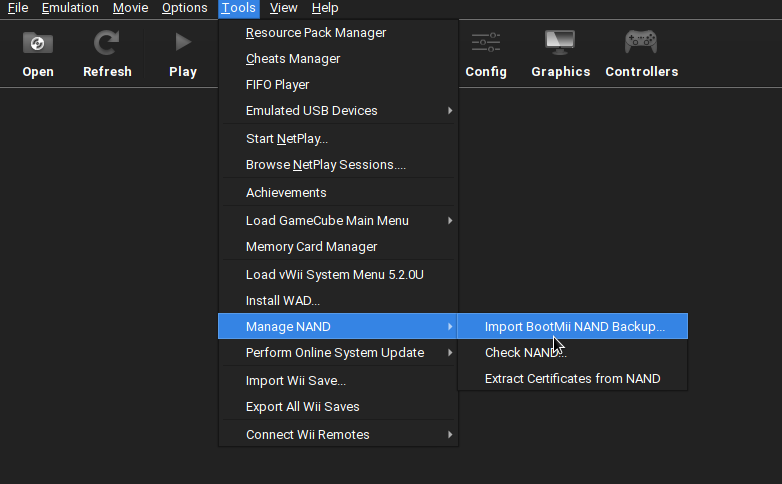 File Emulation Movie Options Tools View Help
Open Refresh Play Config Graphics Controllers
Resource Pack Manager
Cheats Manager
FIFO Player
Emulated USB Devices
Start NetPlay...
Browse NetPlay Sessions....
Achievements
Load GameCube Main Menu
Memory Card Manager
Load vWii System Menu 5.2.0U
Install WAD...
Manage NAND
Perform Online System Update
Import Wii Save...
Export All Wii Saves
Connect Wii Remotes
Import BootMii NAND Backup...
Check NAND...
Extract Certificates from NAND